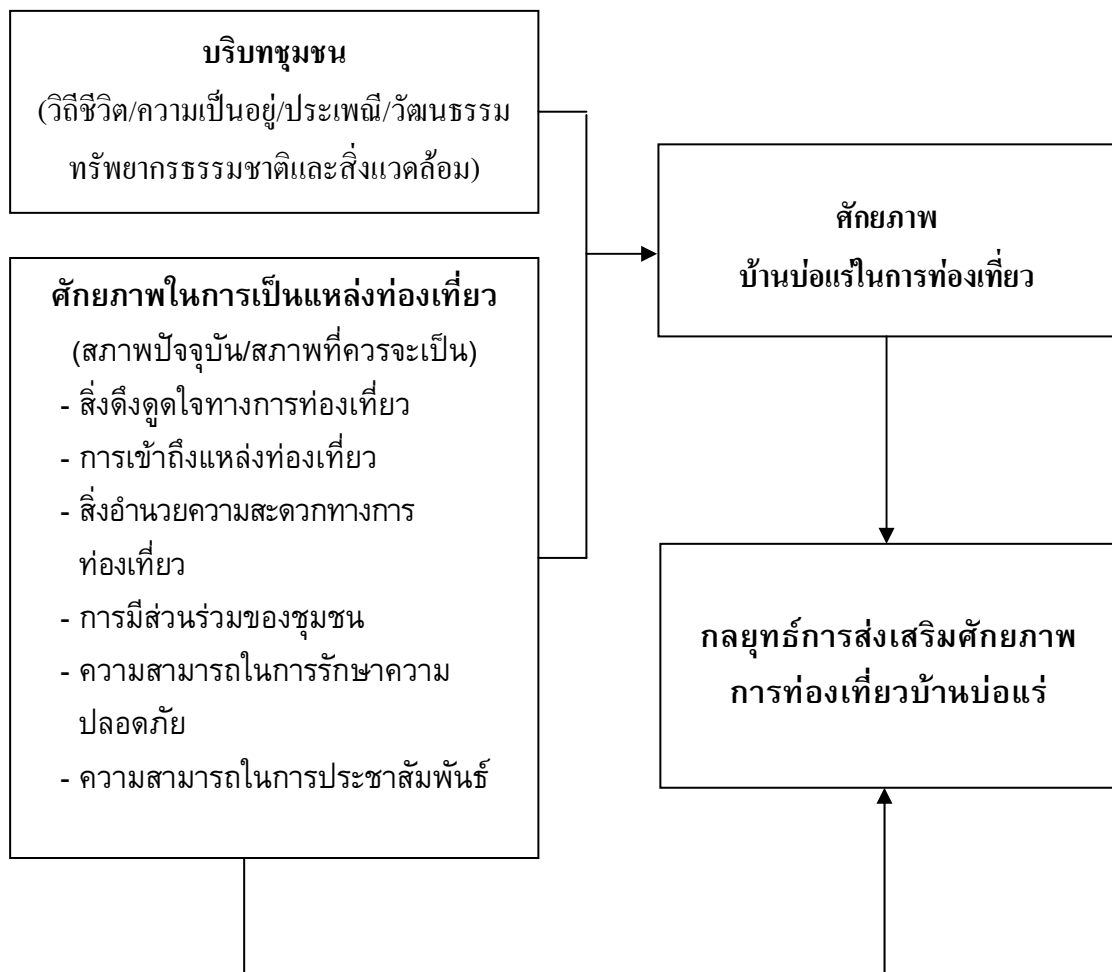 บริบทชุมชน
(วิถีชีวิต/ความเป็นอยู่/ประเพณี/วัฒนธรรม
ทรัพยากรธรรมชาติและสิ่งแวดล้อม)
ศักยภาพในการเป็นแหล่งท่องเที่ยว
(สภาพปัจจุบัน/สภาพที่ควรจะเป็น)
- สิ่งดึงดูดใจทางการท่องเที่ยว
- การเข้าถึงแหล่งท่องเที่ยว
- สิ่งอำนวยความสะดวกทางการ
ท่องเที่ยว
- การมีส่วนร่วมของชุมชน
- ความสามารถในการรักษาความ
ปลอดภัย
- ความสามารถในการประชาสัมพันธ์
ศักยภาพ
บ้านบ่อแร่ในการท่องเที่ยว
กลยุทธ์การส่งเสริมศักยภาพ
การท่องเที่ยวบ้านบ่อแร่